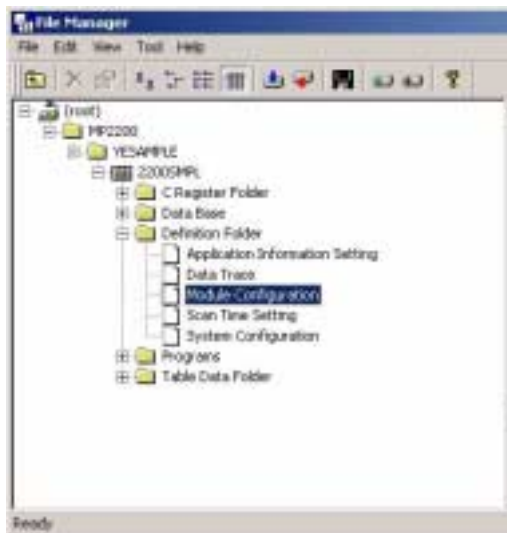 File Manager
File Edit View Tool Help
(root)
MP2200
YESAMPLE
2200SMPL
C Register Folder
Data Base
Definition Folder
Application Information Setting
Data Trace
Module Configuration
Scan Time Setting
System Configuration
Programs
Table Data Folder
Ready